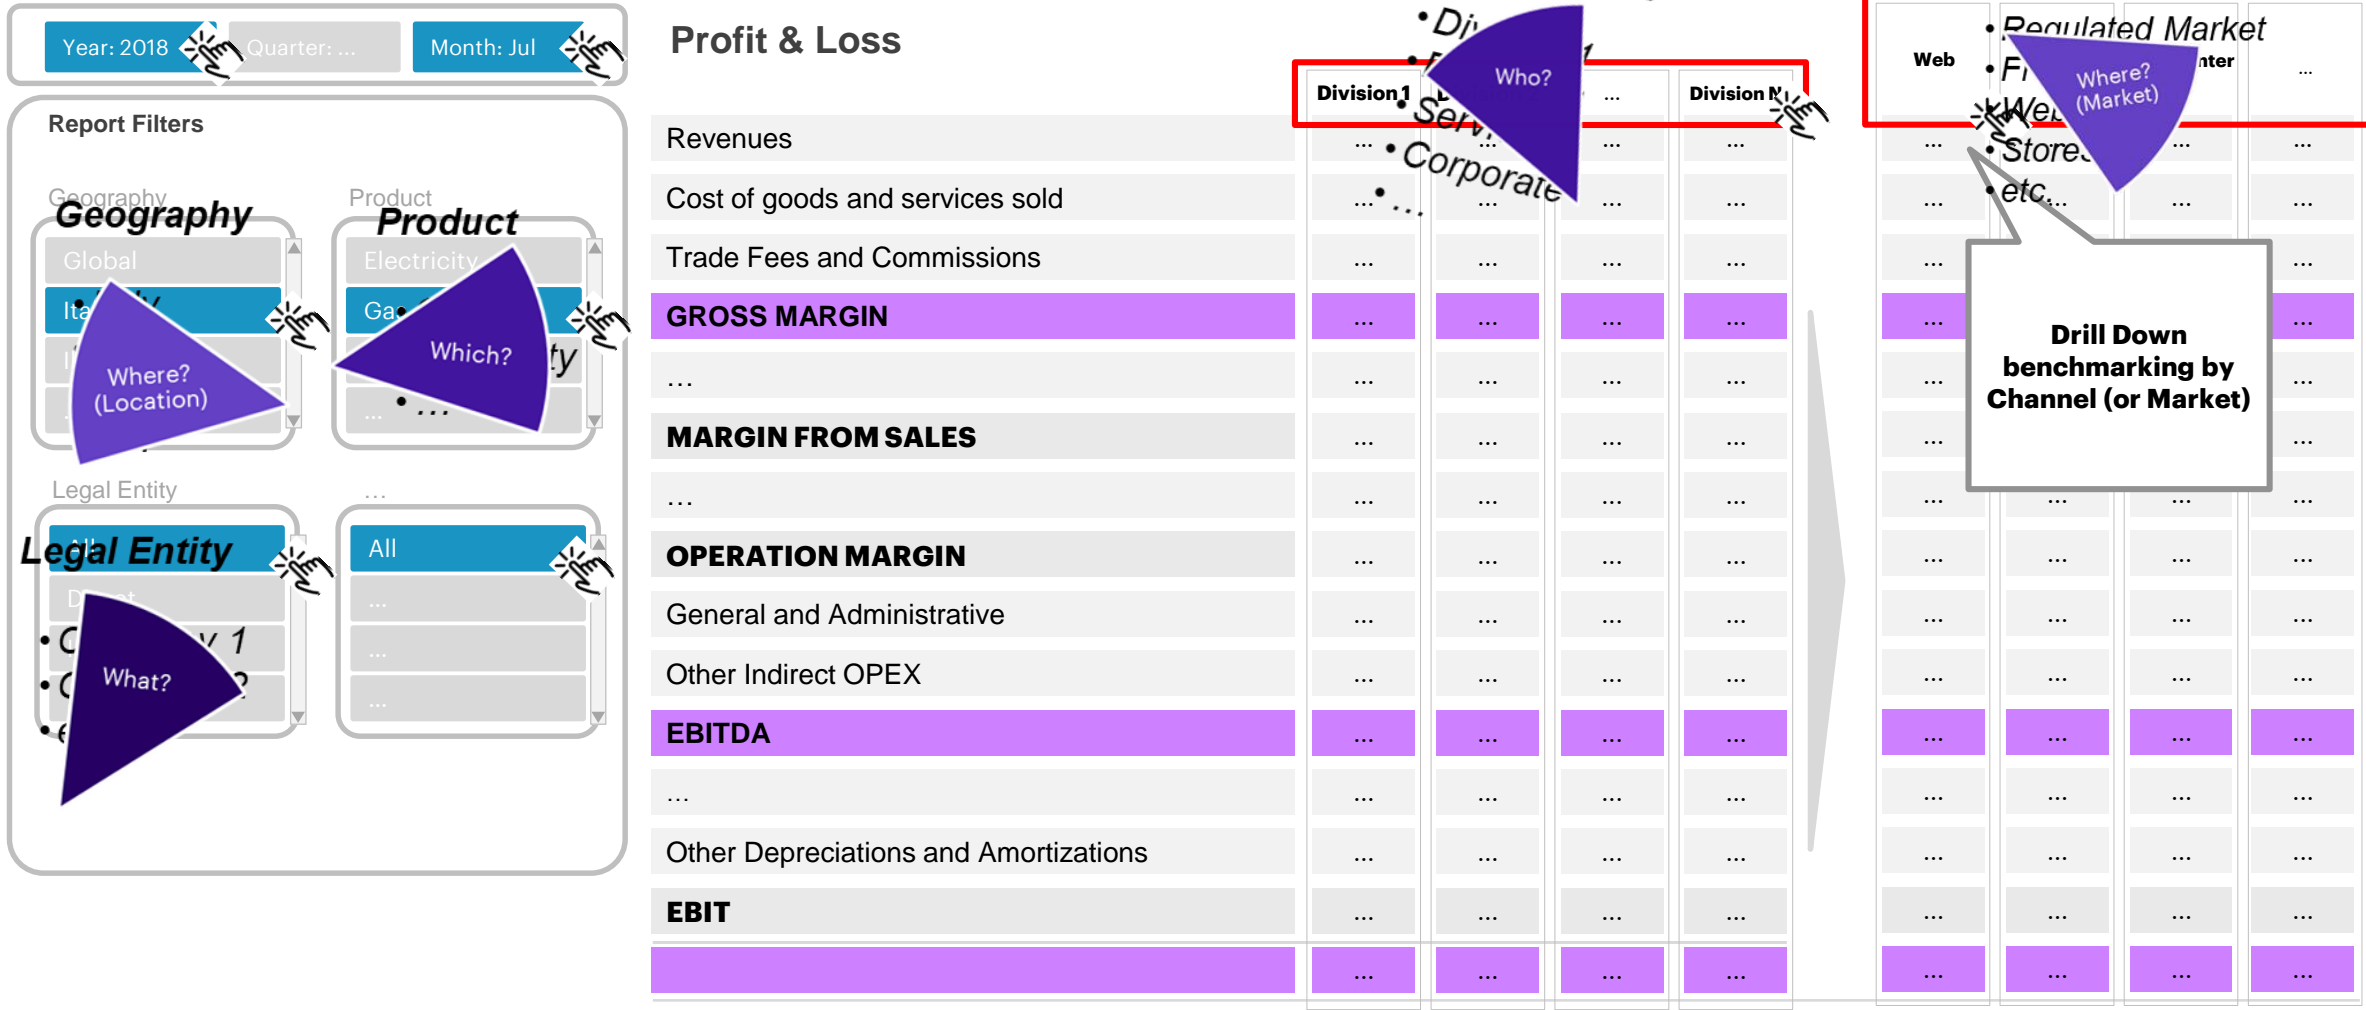 Year: 2018
Quarter: ...
Month: Jul
Report Filters
Geography
Geography
Global
Where?
(Location)
Product
Product
Electricity
Which?
...
• ...
Legal Entity
Legal Entity
All
1
2
What?
...
All
...
...
...
Profit & Loss
Division 1
...
Division N
Who?
• Corporate
• ...
Web
...
• Regulated Market
• etc.
Where?
(Market)
Revenues ... ... ... ... ... ... ...
Cost of goods and services sold ... ... ... ... ... ... ... ...
Trade Fees and Commissions ... ... ... ... ... ...
GROSS MARGIN ... ... ... ... ... ...
... ... ... ... ... ... ...
MARGIN FROM SALES ... ... ... ... ... ...
... ... ... ... ... ... ... ... ...
OPERATION MARGIN ... ... ... ... ... ... ... ...
General and Administrative ... ... ... ... ... ... ... ...
Other Indirect OPEX ... ... ... ... ... ... ... ...
EBITDA ... ... ... ... ... ... ... ...
... ... ... ... ... ... ... ... ...
Other Depreciations and Amortizations ... ... ... ... ... ... ... ...
EBIT ... ... ... ... ... ... ... ...
... ... ... ... ... ... ... ...
Drill Down
benchmarking by
Channel (or Market)